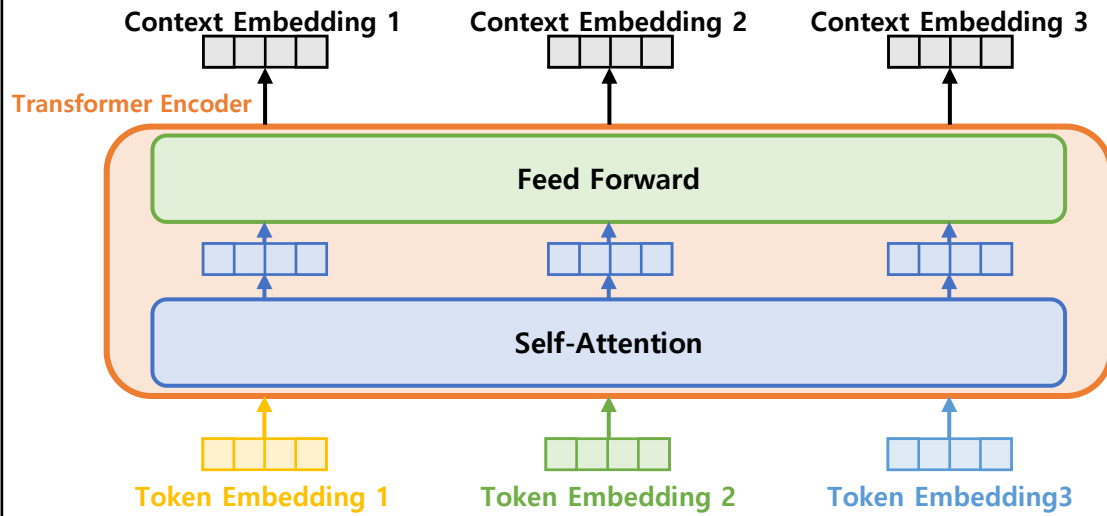 Context Embedding 1
Context Embedding 2
Context Embedding 3
Transformer Encoder
Feed Forward
Self-Attention
Token Embedding 1
Token Embedding 2
Token Embedding3